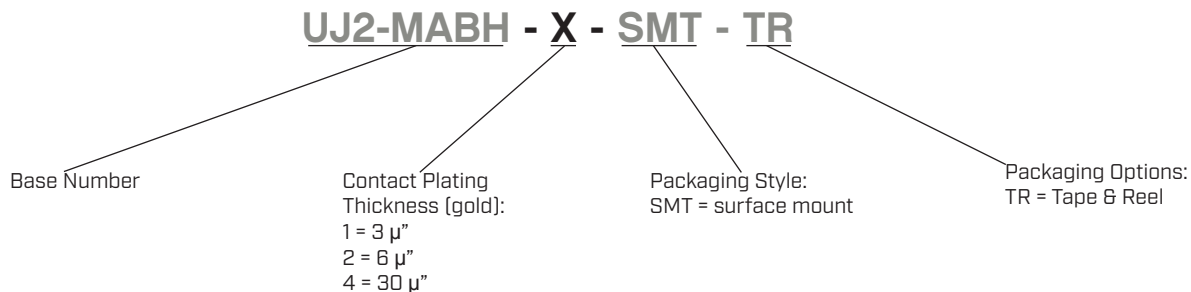 UJ2-MABH - X - SMT - TR
Base Number
Contact Plating
Thickness (gold):
1 = 3 µ”
2 = 6 µ”
4 = 30 µ”
Packaging Style:
SMT = surface mount
Packaging Options:
TR = Tape & Reel